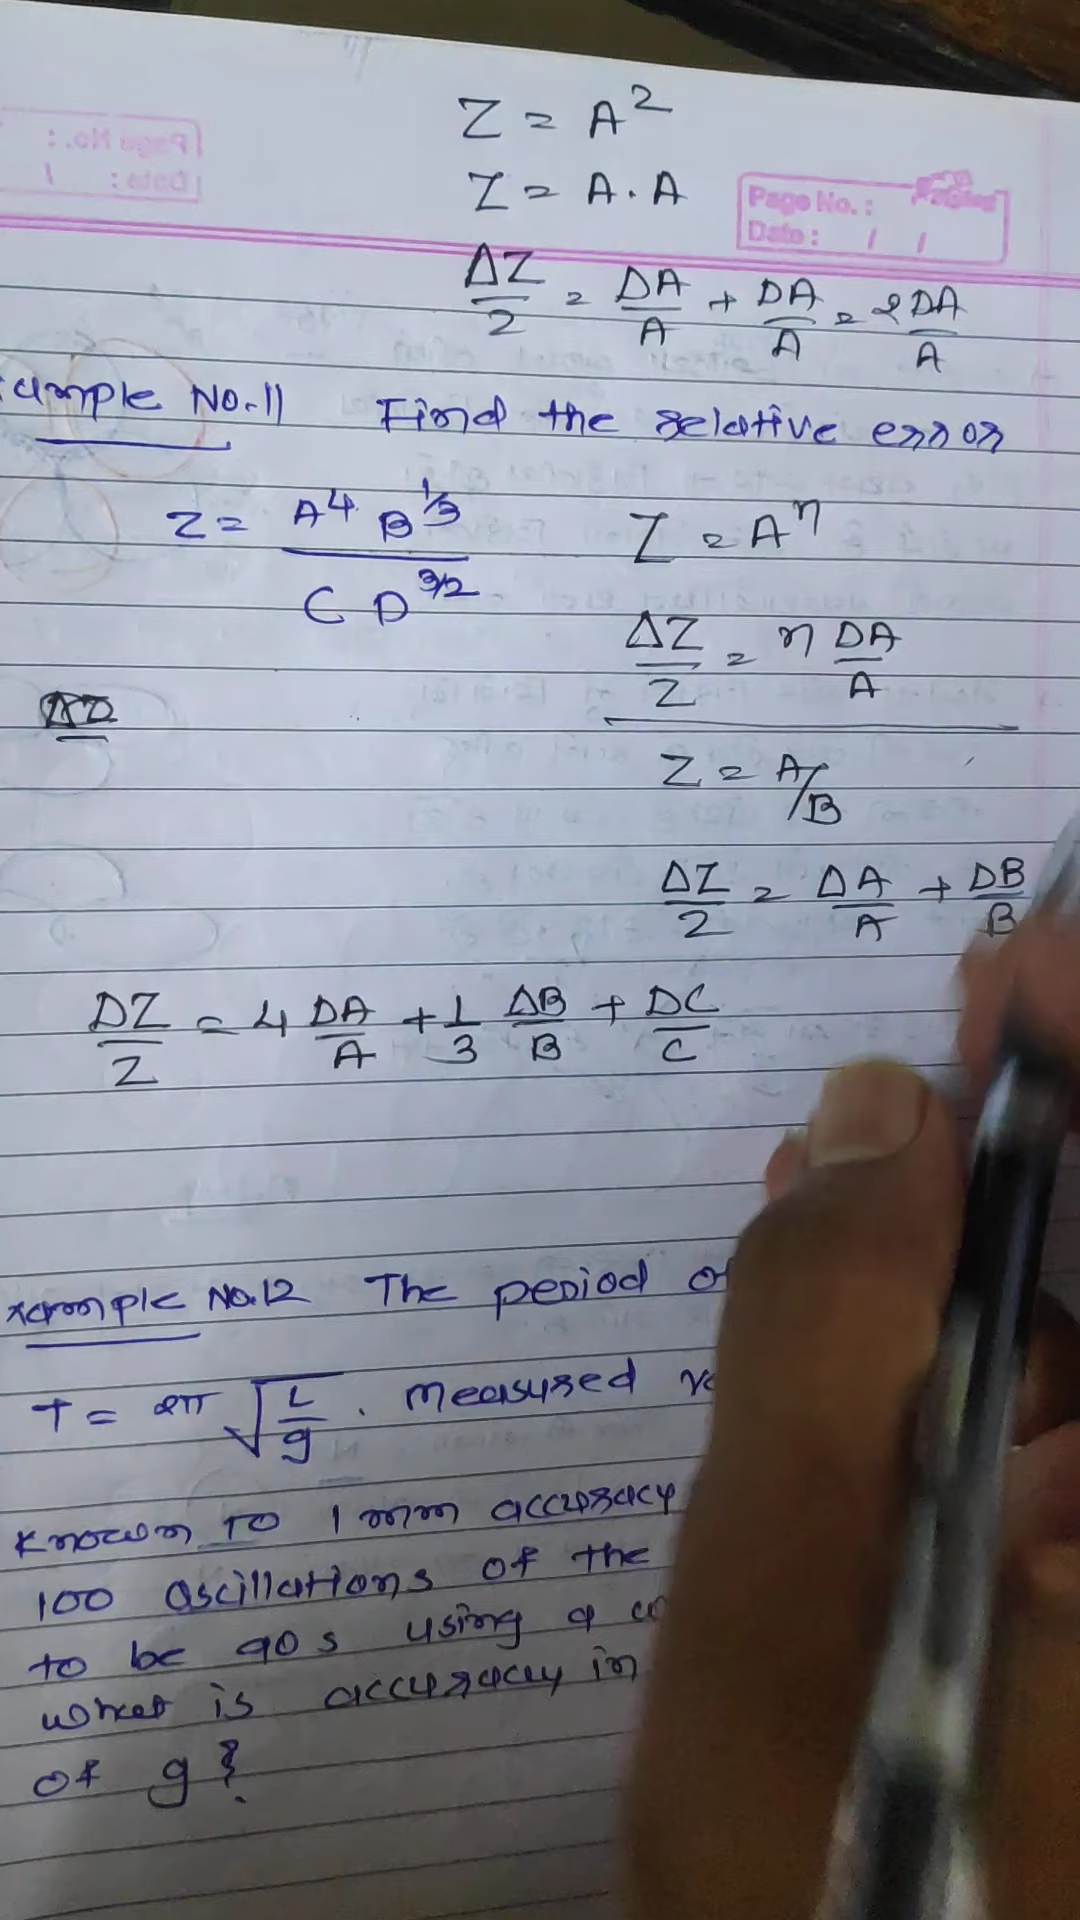 Z = A²
Z = A . A
Page No. :
Date : / /
ΔZ/Z = ΔA/A + ΔA/A = 2ΔA/A
ample No. 11 Find the relative error
Z = A⁴ B^1/3 / C D^3/2
Z = Aⁿ
ΔZ/Z = n ΔA/A
Z = A/B
ΔZ/Z = ΔA/A + ΔB/B
ΔZ/Z = 4 ΔA/A + 1/3 ΔB/B + ΔC/C
xample No. 12 The period of
T = 2π √L/g . Measured
Known To 1 mm accuracy
100 oscillations of the
to be 90 s using a
what is accuracy in
of g?